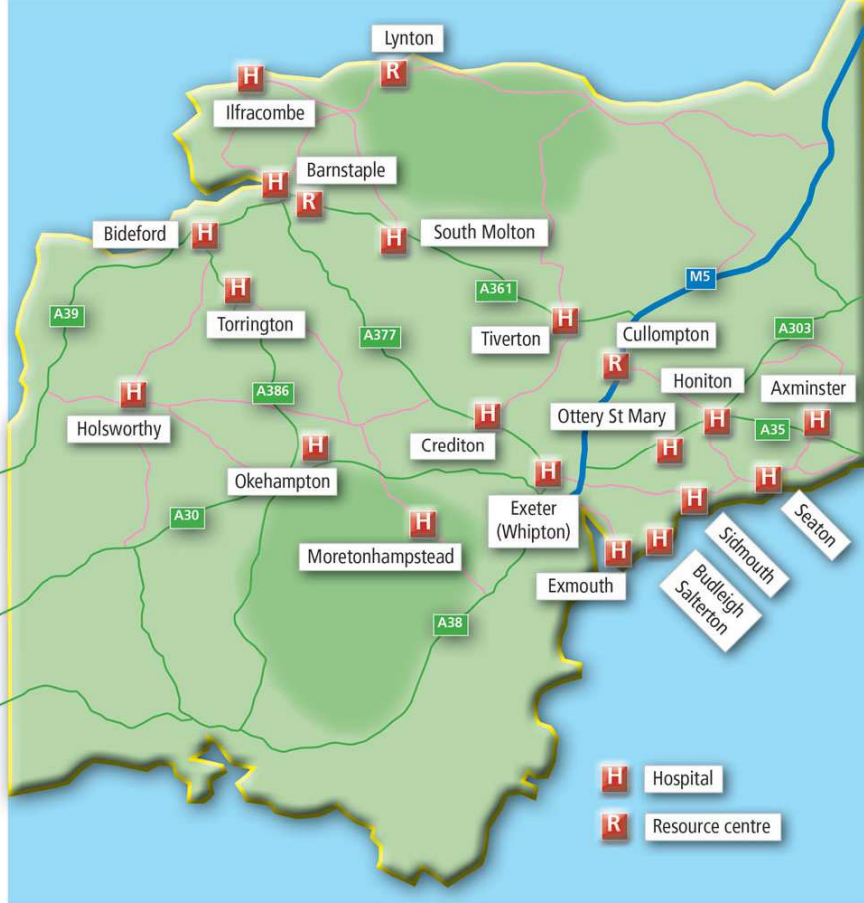 Lynton
H
R
Ilfracombe
Barnstaple
H
R
Bideford
H
H
South Molton
M5
H
Torrington
A361
A39
A377
Tiverton
H
Cullompton
A303
R
Honiton
Axminster
A386
H
Holsworthy
Ottery St Mary
H
Crediton
H
A35
H
H
Okehampton
H
H
Exeter
(Whipton)
H
H
Seaton
A30
H
Moretonhampstead
Sidmouth
H
H
Exmouth
Budleigh
Salterton
A38
H
Hospital
R
Resource centre